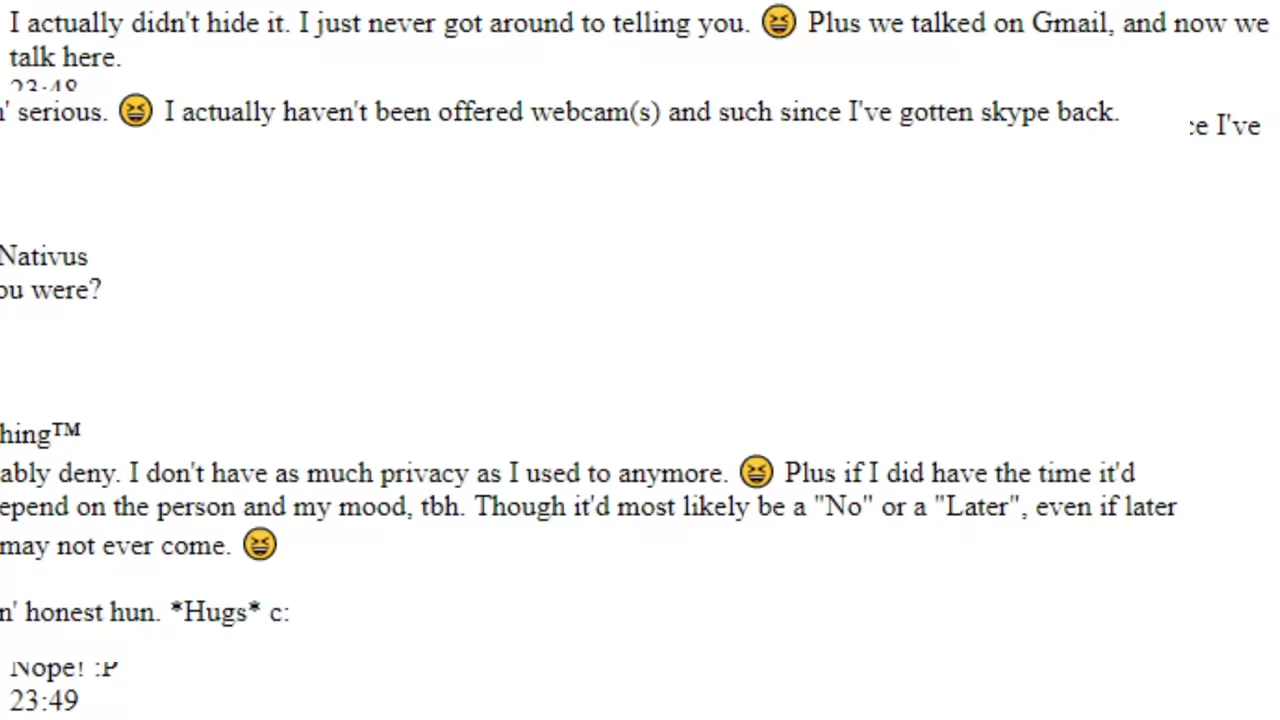 I actually didn't hide it. I just never got around to telling you. 😆 Plus we talked on Gmail, and now we
talk here.
23:48
' serious. 😆 I actually haven't been offered webcam(s) and such since I've gotten skype back.
I've
Nativus
ou were?
hing™
ably deny. I don't have as much privacy as I used to anymore. 😆 Plus if I did have the time it'd
epend on the person and my mood, tbh. Though it'd most likely be a "No" or a "Later", even if later
may not ever come. 😆
n' honest hun. *Hugs* c:
Nope! :P
23:49